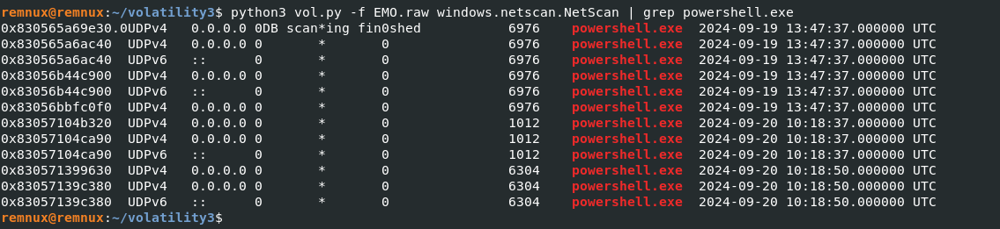 remnux@remnux:~/volatility3$ python3 vol.py -f EMO.raw windows.netscan.NetScan | grep powershell.exe
0x830565a69e30.0UDPv4 0.0.0.0 0DB scan*ing fin0shed 6976 powershell.exe 2024-09-19 13:47:37.000000 UTC
0x830565a6ac40 UDPv4 0.0.0.0 0 * 0 6976 powershell.exe 2024-09-19 13:47:37.000000 UTC
0x830565a6ac40 UDPv6 :: 0 * 0 6976 powershell.exe 2024-09-19 13:47:37.000000 UTC
0x83056b44c900 UDPv4 0.0.0.0 0 * 0 6976 powershell.exe 2024-09-19 13:47:37.000000 UTC
0x83056b44c900 UDPv6 :: 0 * 0 6976 powershell.exe 2024-09-19 13:47:37.000000 UTC
0x83056bbfc0f0 UDPv4 0.0.0.0 0 * 0 6976 powershell.exe 2024-09-19 13:47:37.000000 UTC
0x83057104b320 UDPv4 0.0.0.0 0 * 0 1012 powershell.exe 2024-09-20 10:18:37.000000 UTC
0x83057104ca90 UDPv4 0.0.0.0 0 * 0 1012 powershell.exe 2024-09-20 10:18:37.000000 UTC
0x83057104ca90 UDPv6 :: 0 * 0 1012 powershell.exe 2024-09-20 10:18:37.000000 UTC
0x830571399630 UDPv4 0.0.0.0 0 * 0 6304 powershell.exe 2024-09-20 10:18:50.000000 UTC
0x83057139c380 UDPv4 0.0.0.0 0 * 0 6304 powershell.exe 2024-09-20 10:18:50.000000 UTC
0x83057139c380 UDPv6 :: 0 * 0 6304 powershell.exe 2024-09-20 10:18:50.000000 UTC
remnux@remnux:~/volatility3$